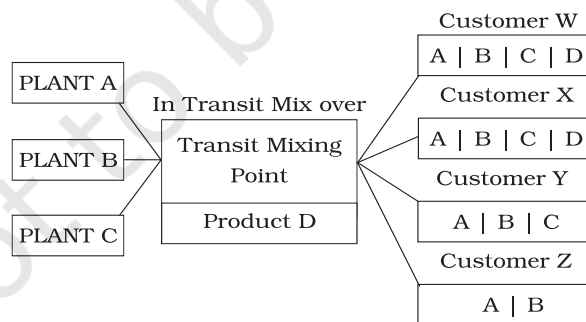 PLANT A
PLANT B
PLANT C
In Transit Mix over
Transit Mixing
Point
Product D
Customer W
A | B | C | D
Customer X
A | B | C | D
Customer Y
A | B | C
Customer Z
A | B